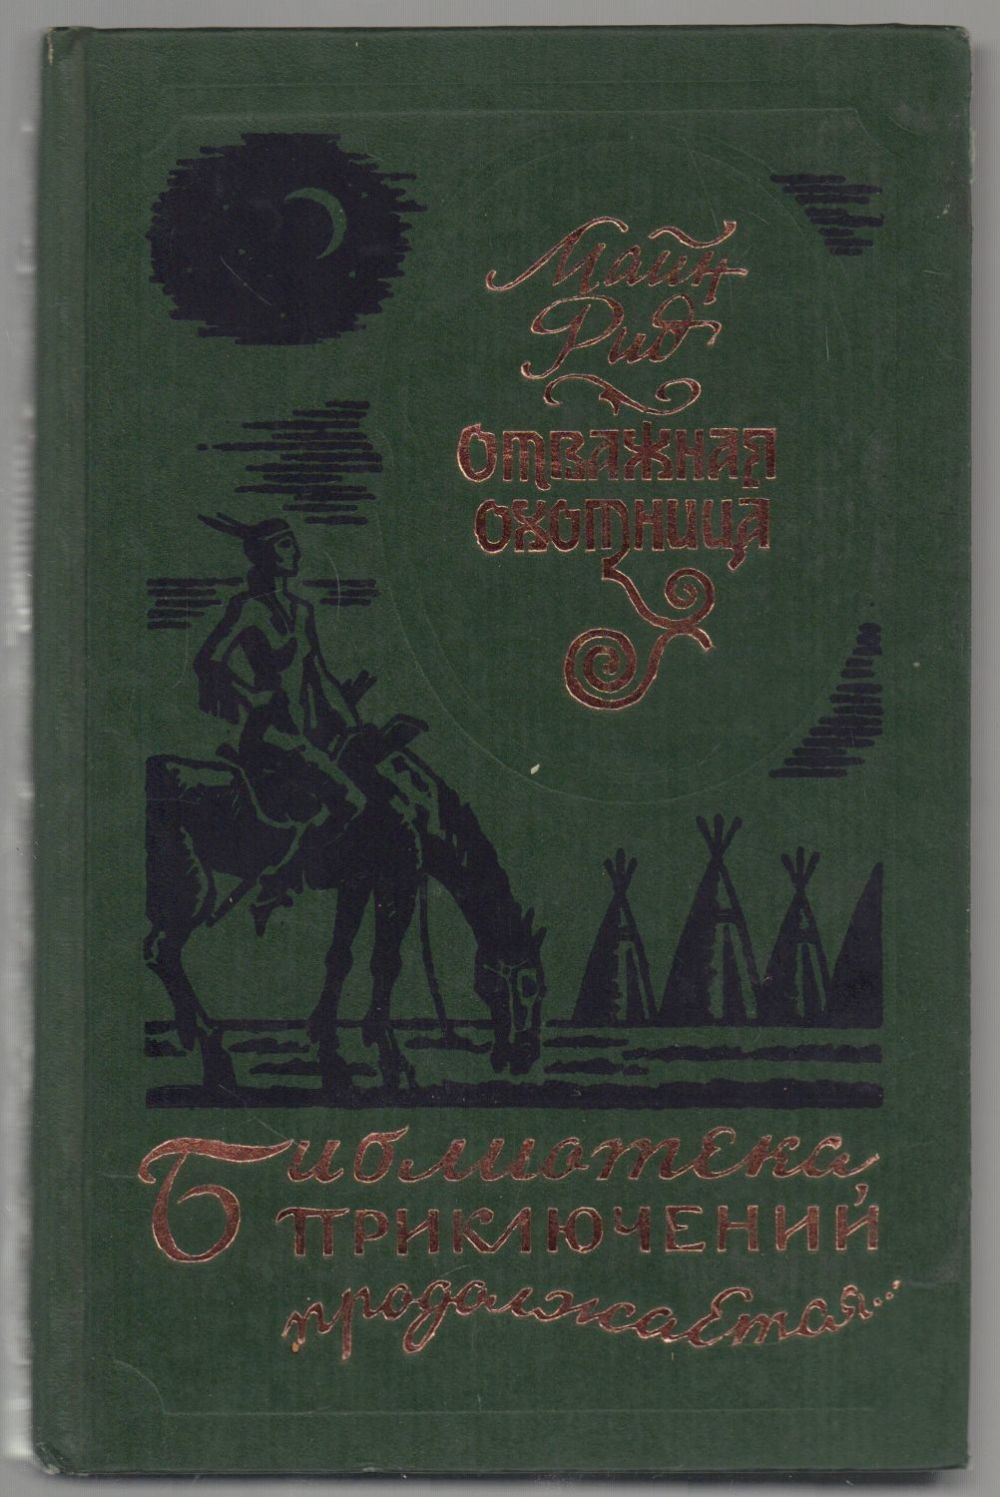 Майн
Рид
Отважная
охотница
Библиотека
приключений
продолжается...